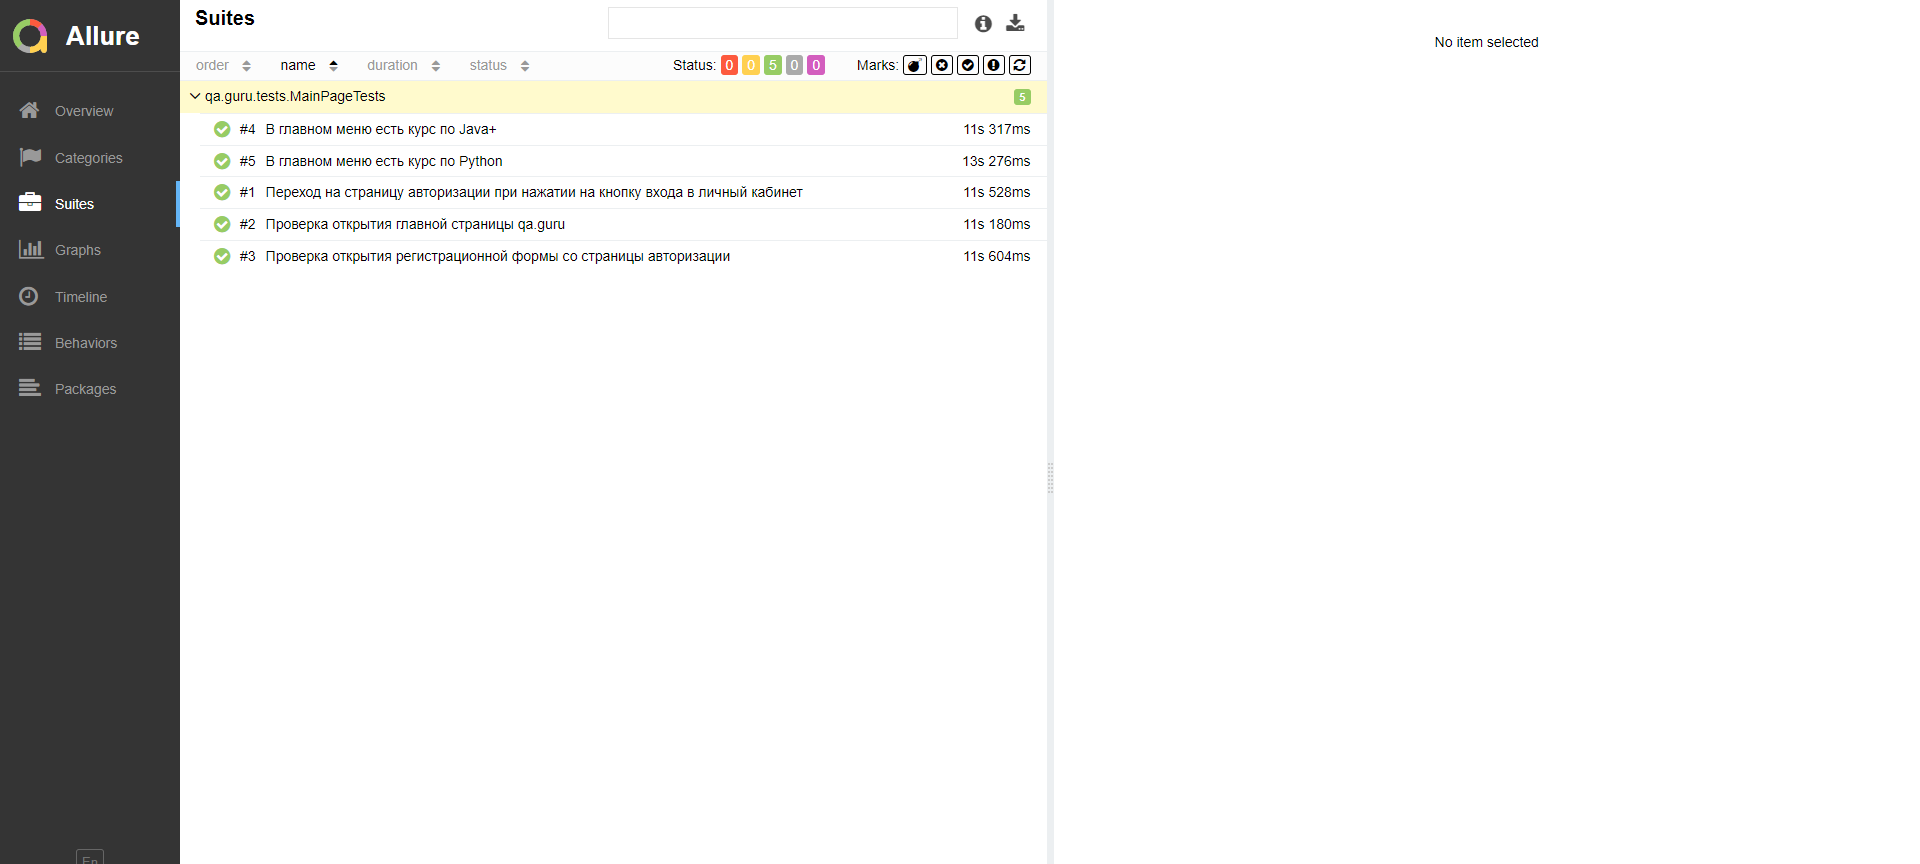 Allure
Overview
Categories
Suites
Graphs
Timeline
Behaviors
Packages
En
Suites
order name duration status Status: 0 0 5 0 0 Marks:
qa.guru.tests.MainPageTests 5
#4 В главном меню есть курс по Java+ 11s 317ms
#5 В главном меню есть курс по Python 13s 276ms
#1 Переход на страницу авторизации при нажатии на кнопку входа в личный кабинет 11s 528ms
#2 Проверка открытия главной страницы qa.guru 11s 180ms
#3 Проверка открытия регистрационной формы со страницы авторизации 11s 604ms
No item selected